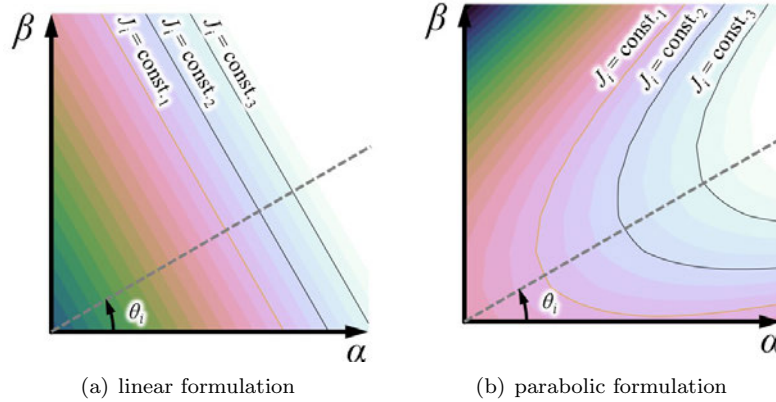 β
J_i = const._1
J_i = const._2
J_i = const._3
θ_i
α
(a) linear formulation
β
J_i = const._1
J_i = const._2
J_i = const._3
θ_i
α
(b) parabolic formulation